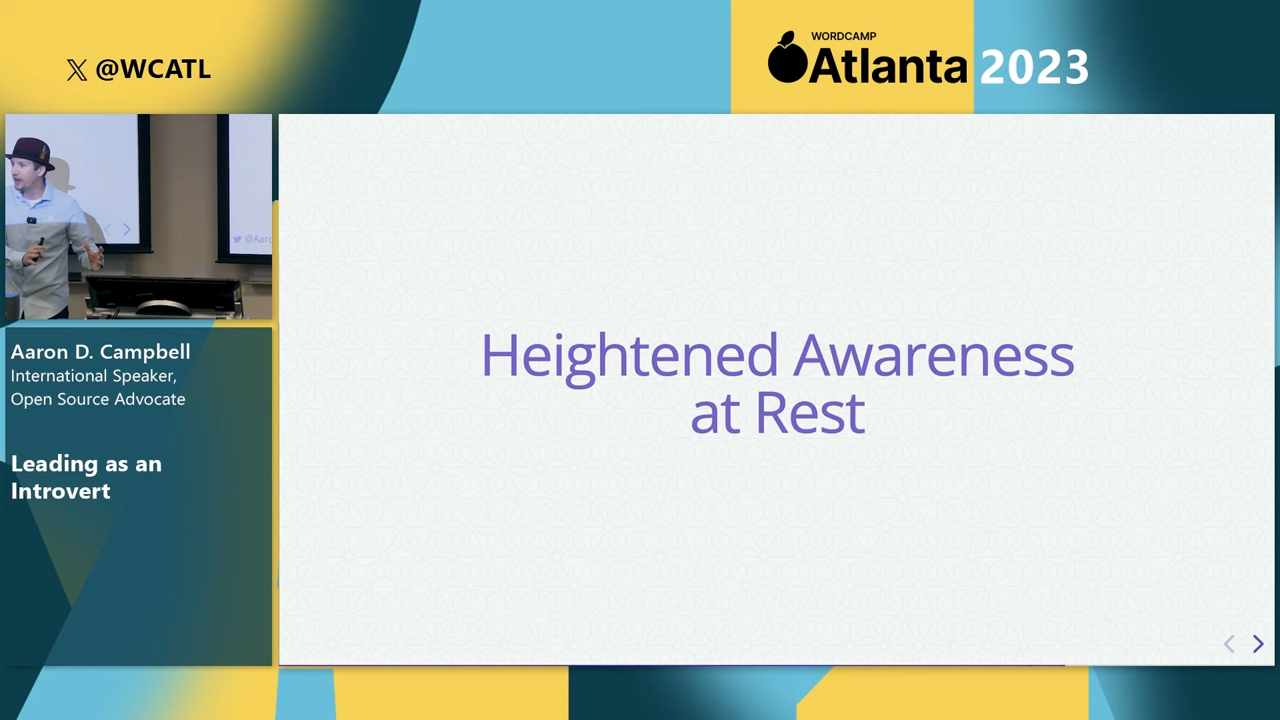 𝕏 @WCATL
WORDCAMP
Atlanta 2023
@Aaro
Aaron D. Campbell
International Speaker,
Open Source Advocate
Leading as an
Introvert
Heightened Awareness
at Rest